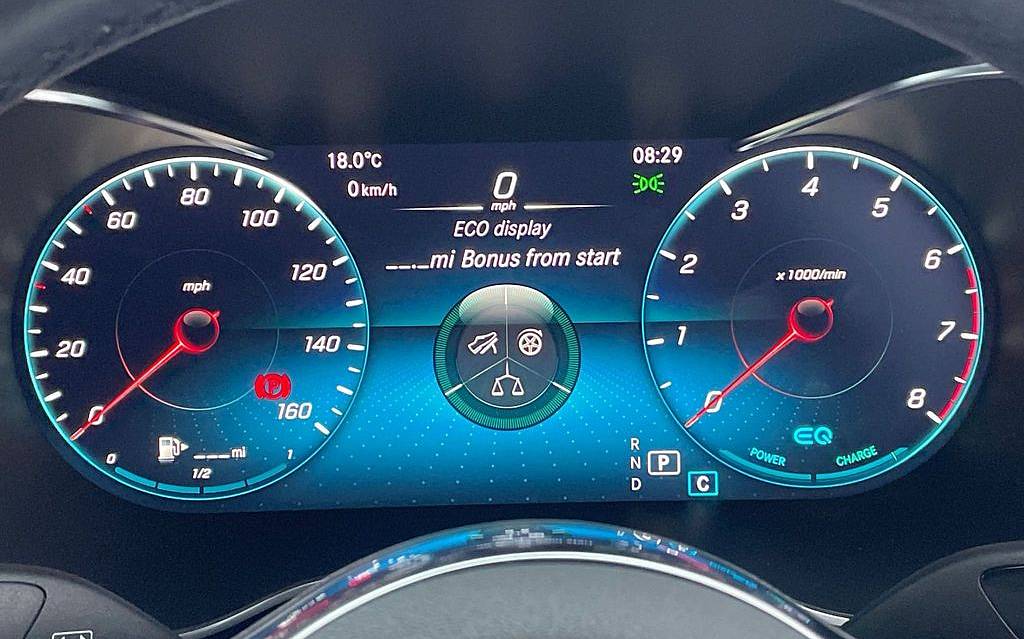 18.0°C
08:29
0 km/h
0
mph
ECO display
__._mi Bonus from start
0
20
40
60
80
100
120
140
160
mph
P
___mi
0
1/2
1
0
1
2
3
4
5
6
7
8
x 1000/min
EQ
POWER
CHARGE
R
N
P
D
C